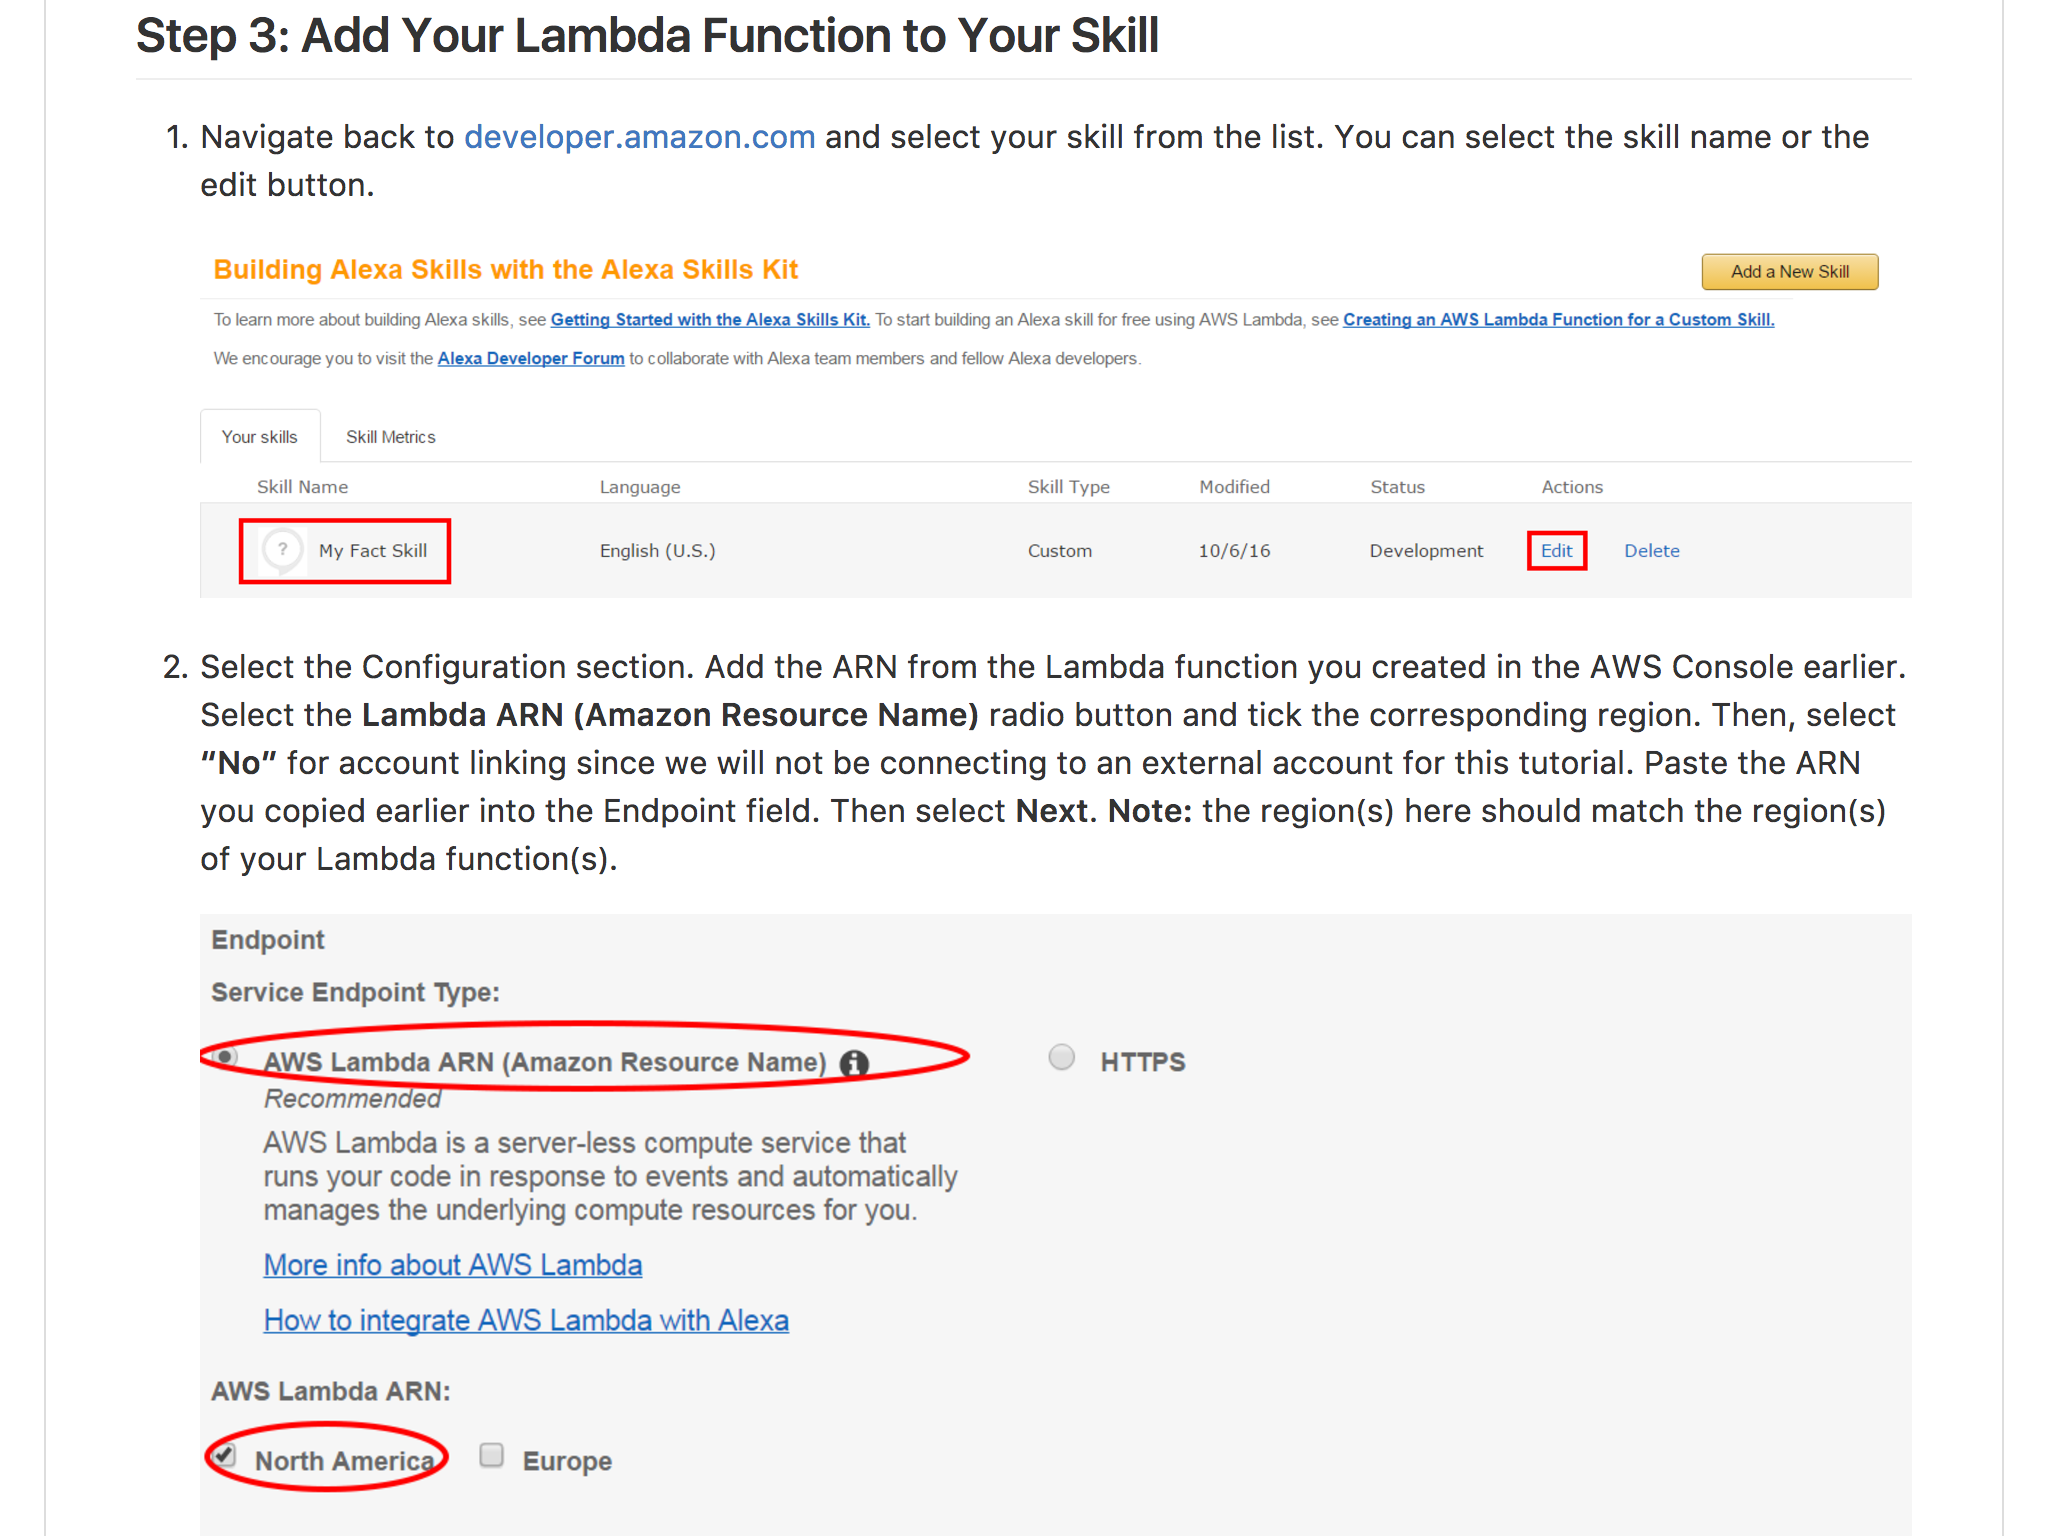 Step 3: Add Your Lambda Function to Your Skill
1. Navigate back to developer.amazon.com and select your skill from the list. You can select the skill name or the
edit button.
Building Alexa Skills with the Alexa Skills Kit
Add a New Skill
To learn more about building Alexa skills, see Getting Started with the Alexa Skills Kit. To start building an Alexa skill for free using AWS Lambda, see Creating an AWS Lambda Function for a Custom Skill.
We encourage you to visit the Alexa Developer Forum to collaborate with Alexa team members and fellow Alexa developers.
Your skills Skill Metrics
Skill Name Language Skill Type Modified Status Actions
? My Fact Skill English (U.S.) Custom 10/6/16 Development Edit Delete
2. Select the Configuration section. Add the ARN from the Lambda function you created in the AWS Console earlier.
Select the Lambda ARN (Amazon Resource Name) radio button and tick the corresponding region. Then, select
“No” for account linking since we will not be connecting to an external account for this tutorial. Paste the ARN
you copied earlier into the Endpoint field. Then select Next. Note: the region(s) here should match the region(s)
of your Lambda function(s).
Endpoint
Service Endpoint Type:
AWS Lambda ARN (Amazon Resource Name) i HTTPS
Recommended
AWS Lambda is a server-less compute service that
runs your code in response to events and automatically
manages the underlying compute resources for you.
More info about AWS Lambda
How to integrate AWS Lambda with Alexa
AWS Lambda ARN:
North America Europe